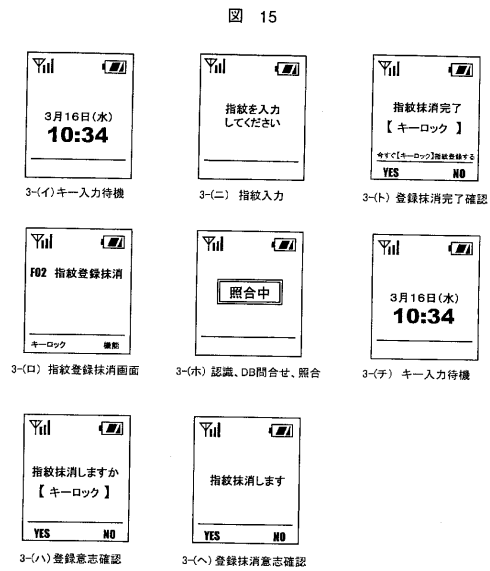 図 15
3月16日(水)
10:34
3-(イ)キー入力待機
F02 指紋登録抹消
キーロック 機能
3-(ロ) 指紋登録抹消画面
指紋抹消しますか
【 キーロック 】
YES NO
3-(ハ)登録意志確認
指紋を入力
してください
3-(ニ) 指紋入力
照合中
3-(ホ) 認識、DB問合せ、照合
指紋抹消します
YES NO
3-(ヘ)登録抹消意志確認
指紋抹消完了
【 キーロック 】
今すぐ【キーロック】指紋登録する
YES NO
3-(ト) 登録抹消完了確認
3月16日(水)
10:34
3-(チ) キー入力待機